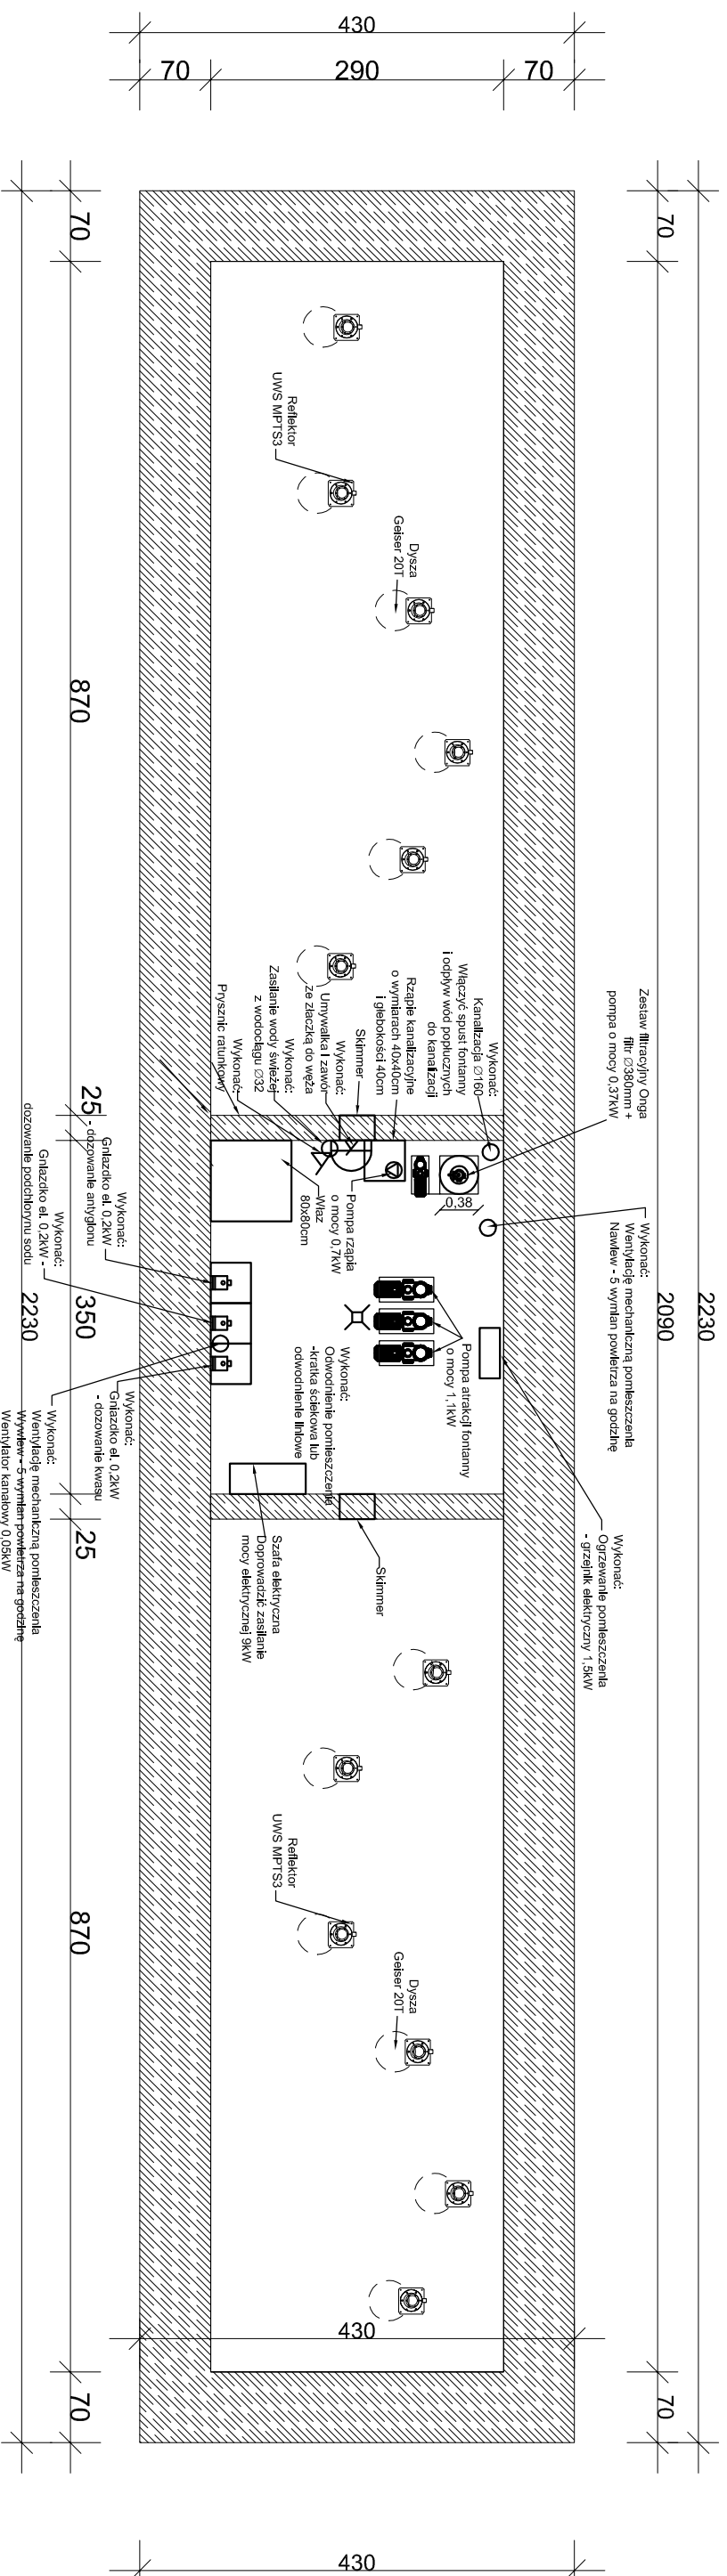 430
70
290
70
2230
70
2090
70
Zestaw filtracyjny Onga
filtr Ø380mm +
pompa o mocy 0,37kW
Wykonać:
Wentylację mechaniczną pomieszczenia
Nawiew - 5 wymian powietrza na godzinę
Wykonać:
Ogrzewanie pomieszczenia
- grzejnik elektryczny 1,5kW
Reflektor
UWS MPTS3
Dysza
Geiser 20T
Wykonać:
Kanalizacja Ø160
Włączyć spust fontanny
i odpływ wód popłucznych
do kanalizacji
Rząpie kanalizacyjne
o wymiarach 40x40cm
i głebokości 40cm
Skimmer
Wykonać:
Umywalka i zawór
ze złaczką do węża
Wykonać:
Zasilanie wody świeżej
z wodociągu Ø32
Wykonać:
Prysznic ratunkowy
0,38
Pompa rząpia
o mocy 0,7kW
Właz
80x80cm
Pompa atrakcji fontanny
o mocy 1,1kW
Wykonać:
Odwodnienie pomieszczenia
-kratka ściekowa lub
odwodnienie liniowe
Skimmer
Szafa elektryczna
Doprowadzić zasilanie
mocy elektrycznej 9kW
Reflektor
UWS MPTS3
Dysza
Geiser 20T
430
Wykonać:
Gniazdko el. 0,2kW
- dozowanie antyglonu
Wykonać:
Gniazdko el. 0,2kW -
dozowanie podchlorynu sodu
Wykonać:
Gniazdko el. 0,2kW
- dozowanie kwasu
Wykonać:
Wentylację mechaniczną pomieszczenia
Wywiew - 5 wymian powietrza na godzinę
Wentylator kanałowy 0,05kW
70
870
25
350
25
870
70
2230
430